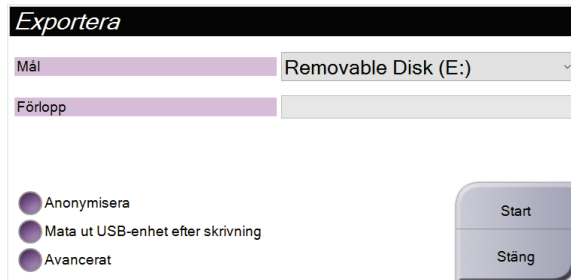 Exportera
Mål
Removable Disk (E:)
Förlopp
Anonymisera
Mata ut USB-enhet efter skrivning
Avancerat
Start
Stäng